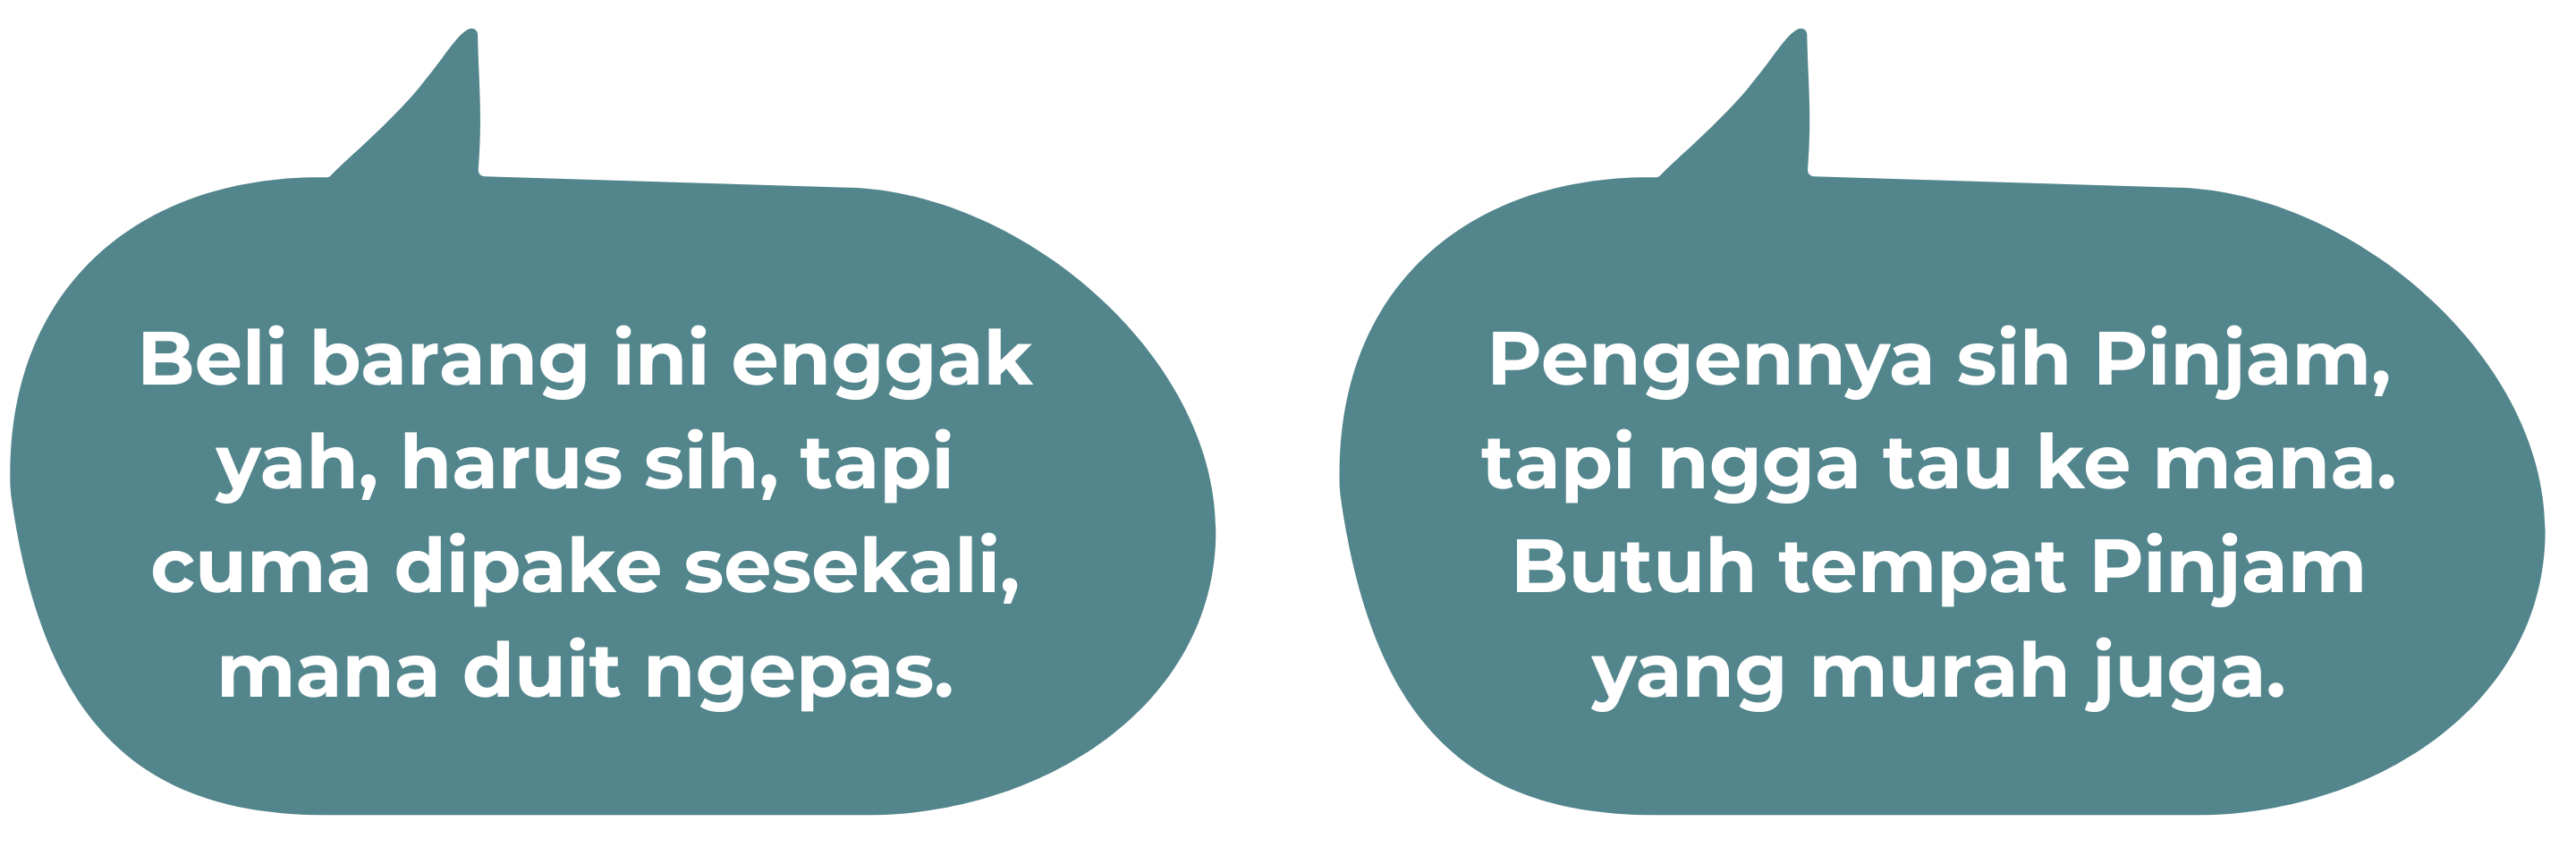 Beli barang ini enggak
yah, harus sih, tapi
cuma dipake sesekali,
mana duit ngepas.
Pengennya sih Pinjam,
tapi ngga tau ke mana.
Butuh tempat Pinjam
yang murah juga.